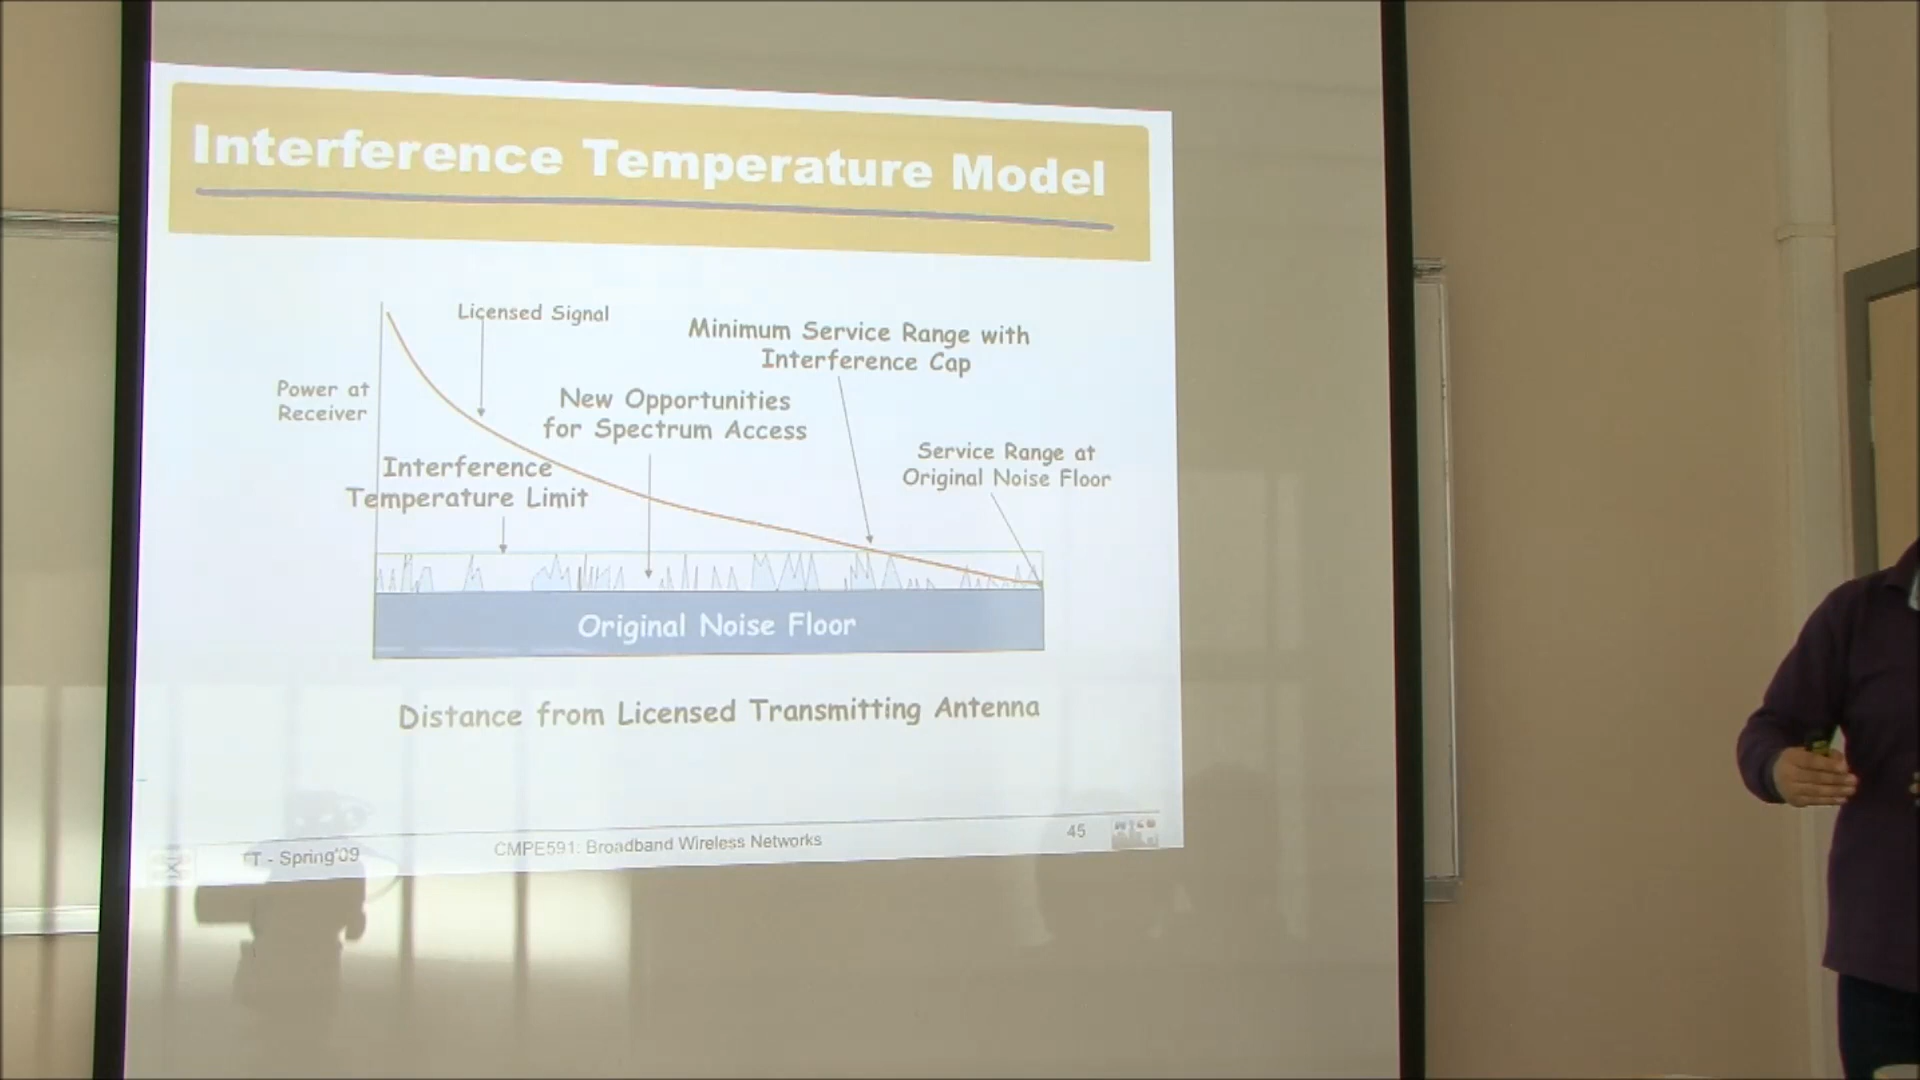 Interference Temperature Model
Licensed Signal
Minimum Service Range with
Interference Cap
Power at
Receiver
New Opportunities
for Spectrum Access
Service Range at
Original Noise Floor
Interference
Temperature Limit
Original Noise Floor
Distance from Licensed Transmitting Antenna
TT - Spring'09
CMPE591: Broadband Wireless Networks
45